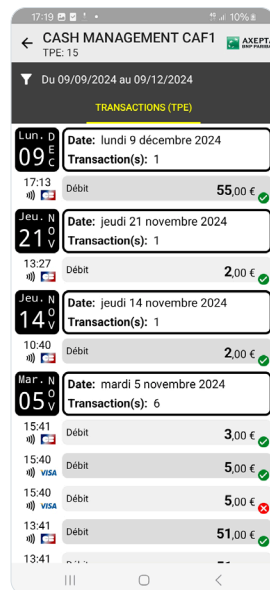 17:19
10%
CASH MANAGEMENT CAF1
AXEPTA
BNP PARIBAS
TPE: 15
Du 09/09/2024 au 09/12/2024
TRANSACTIONS (TPE)
Lun. 09 DEC
Date: lundi 9 décembre 2024
Transaction(s): 1
17:13
Débit
55,00 €
Jeu. 21 NOV
Date: jeudi 21 novembre 2024
Transaction(s): 1
13:27
Débit
2,00 €
Jeu. 14 NOV
Date: jeudi 14 novembre 2024
Transaction(s): 1
10:40
Débit
2,00 €
Mar. 05 NOV
Date: mardi 5 novembre 2024
Transaction(s): 6
15:41
Débit
3,00 €
15:40
VISA
Débit
5,00 €
15:40
VISA
Débit
5,00 €
13:41
Débit
51,00 €
13:41